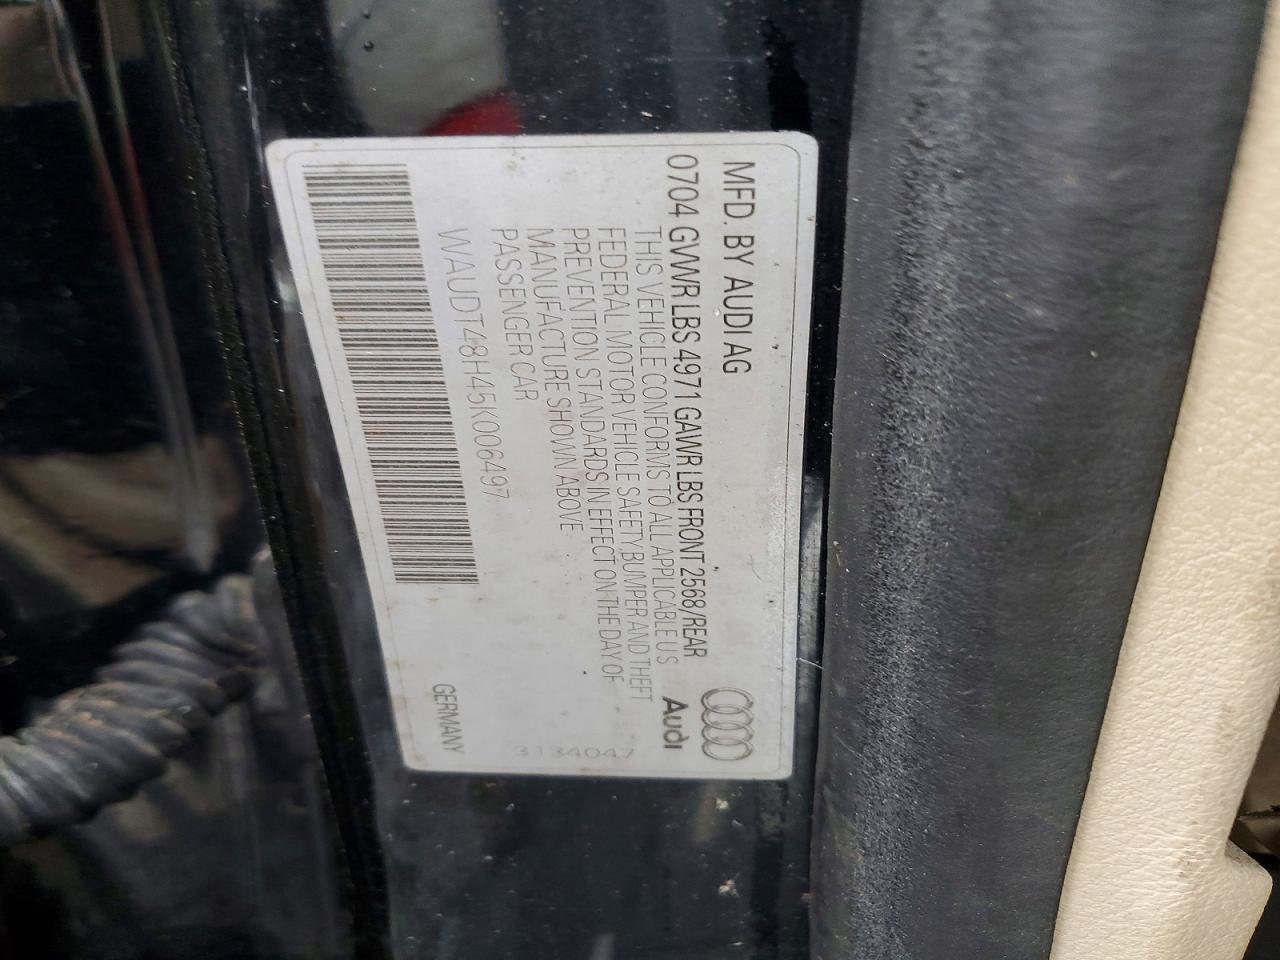 MFD. BY AUDI AG
0704 GVWR LBS 4971 GAWR LBS FRONT 2568/REAR
THIS VEHICLE CONFORMS TO ALL APPLICABLE US
FEDERAL MOTOR VEHICLE SAFETY, BUMPER AND THEFT
PREVENTION STANDARDS IN EFFECT ON THE DAY OF
MANUFACTURE SHOWN ABOVE
PASSENGER CAR
WAUDT48H45K006497
Audi
3134047
GERMANY